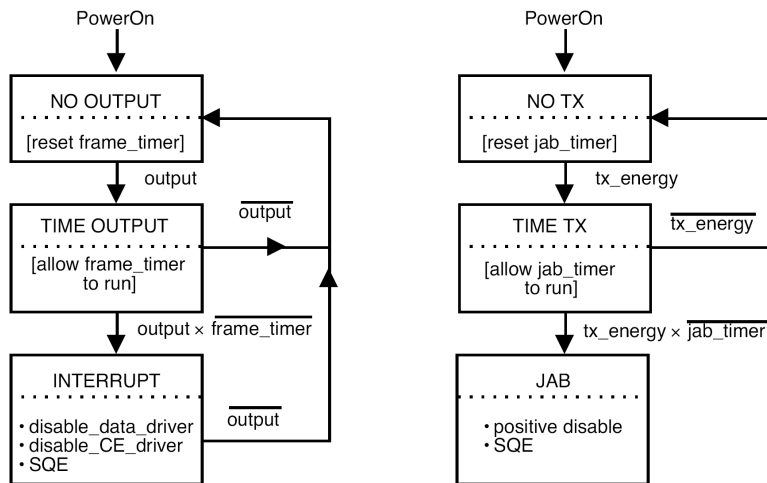 PowerOn
NO OUTPUT
[reset frame_timer]
output
TIME OUTPUT
output
[allow frame_timer
to run]
output × frame_timer
INTERRUPT
• disable_data_driver
• disable_CE_driver
• SQE
output
PowerOn
NO TX
[reset jab_timer]
tx_energy
TIME TX
tx_energy
[allow jab_timer
to run]
tx_energy × jab_timer
JAB
• positive disable
• SQE